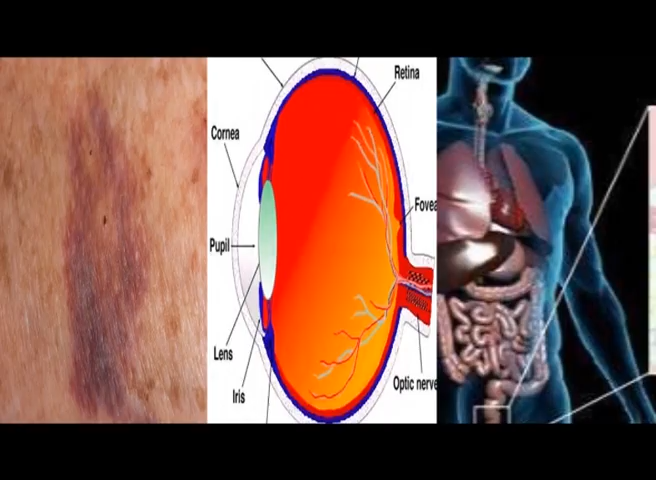 Retina
Cornea
Fovea
Pupil
Lens
Iris
Optic nerve